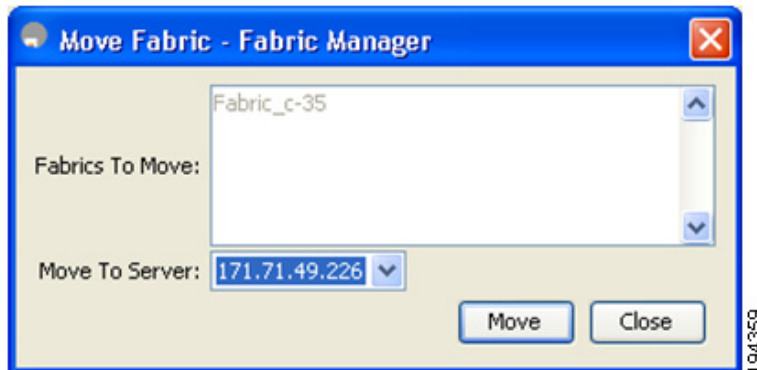 Move Fabric - Fabric Manager
Fabric_c-35
Fabrics To Move:
Move To Server: 171.71.49.226
Move Close
194359